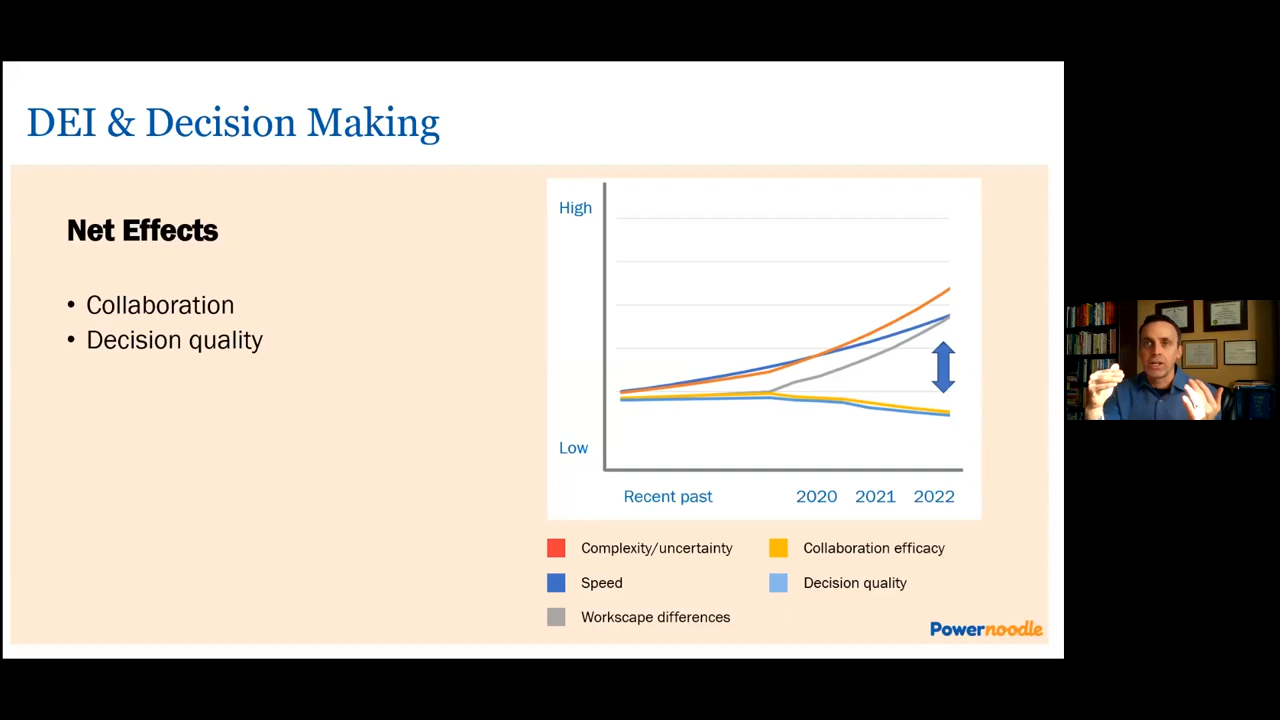 DEI & Decision Making
Net Effects
• Collaboration
• Decision quality
High
Low
Recent past 2020 2021 2022
Complexity/uncertainty
Collaboration efficacy
Speed
Decision quality
Workscape differences
Powernoodle